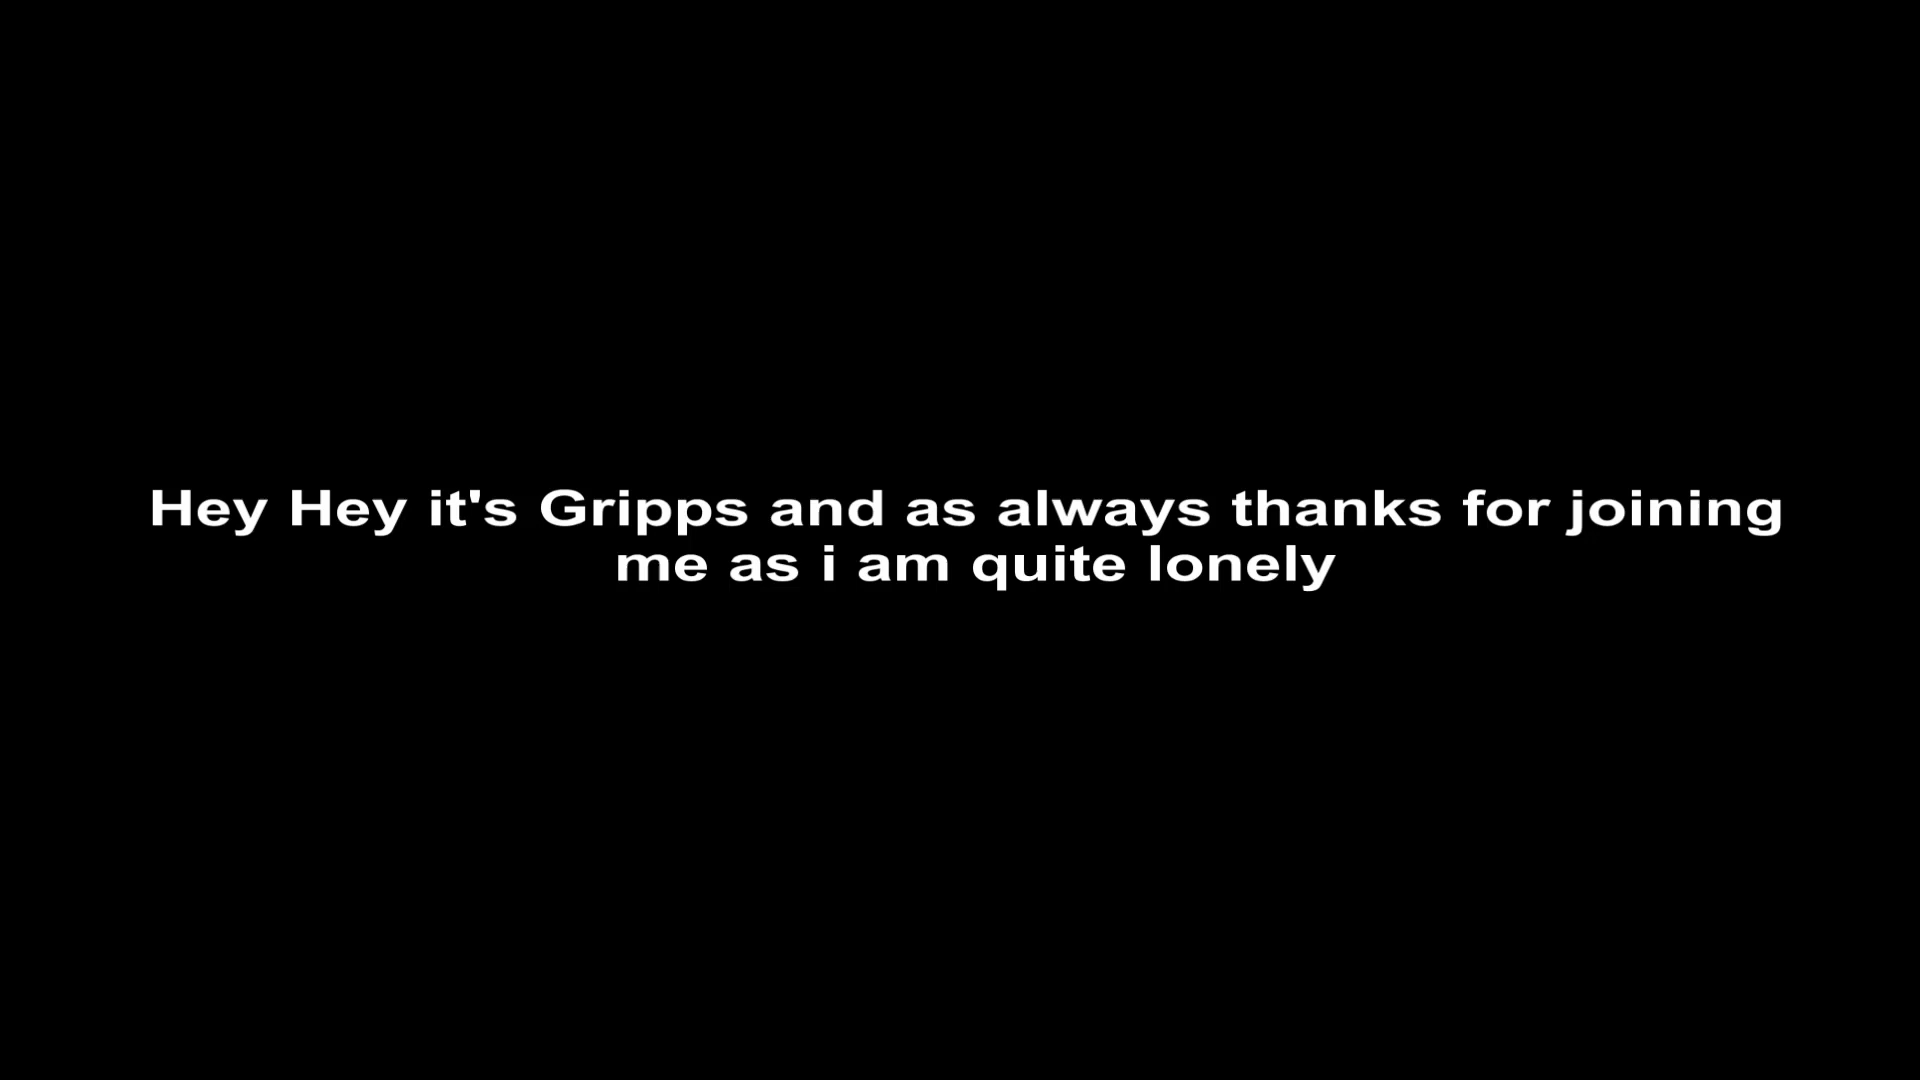 Hey Hey it's Gripps and as always thanks for joining
me as i am quite lonely